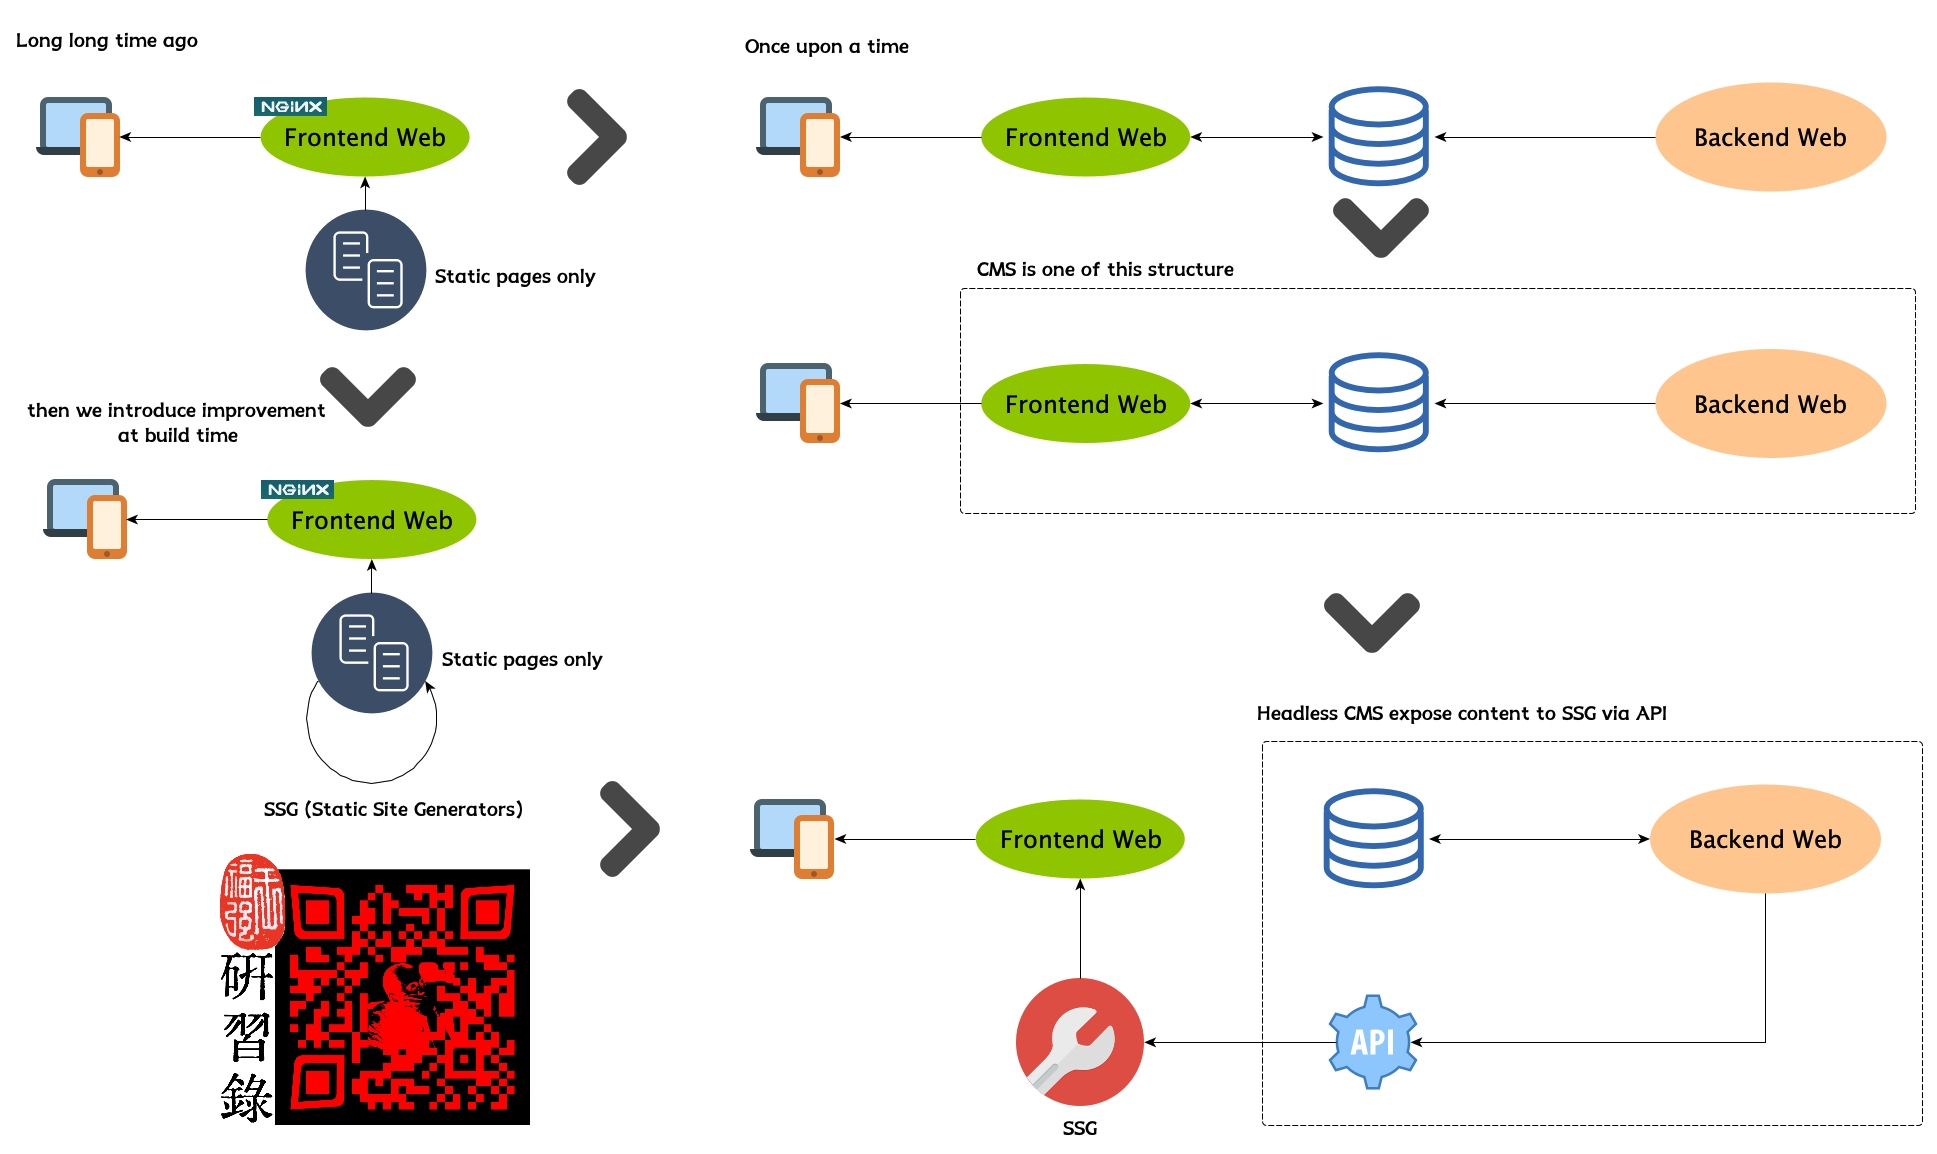 Long long time ago
NGINX
Frontend Web
Static pages only
then we introduce improvement
at build time
NGINX
Frontend Web
Static pages only
SSG (Static Site Generators)
Once upon a time
Frontend Web
Backend Web
CMS is one of this structure
Frontend Web
Backend Web
Headless CMS expose content to SSG via API
Frontend Web
Backend Web
API
SSG
福强
研習錄